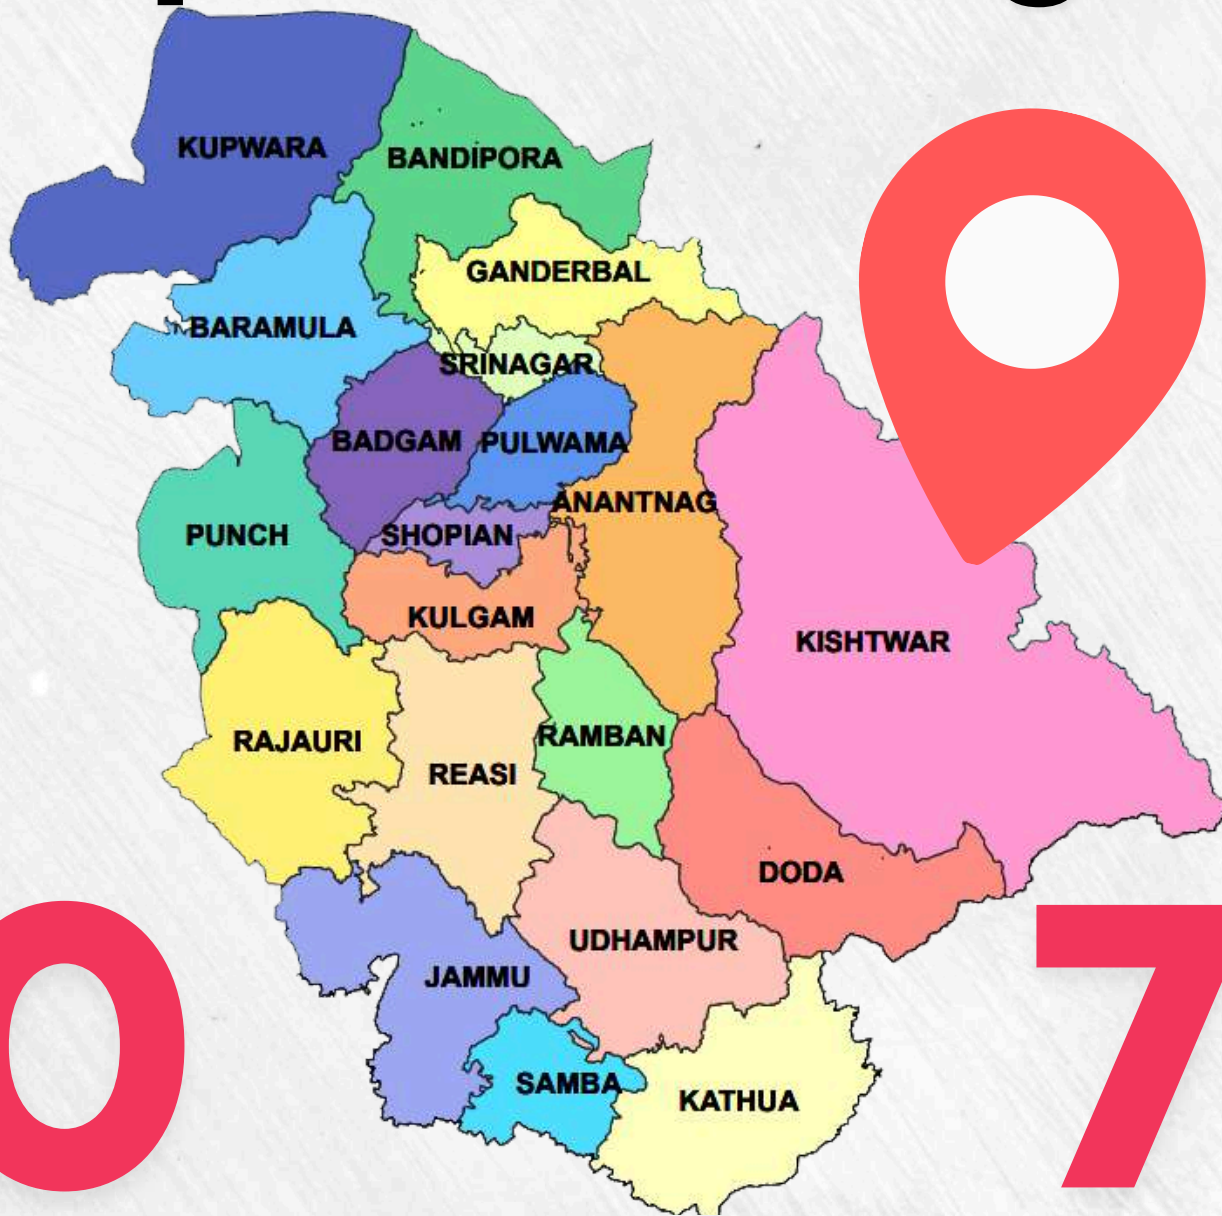 KUPWARA
BANDIPORA
GANDERBAL
BARAMULA
SRINAGAR
BADGAM
PULWAMA
ANANTNAG
PUNCH
SHOPIAN
KULGAM
KISHTWAR
RAJAURI
RAMBAN
REASI
DODA
UDHAMPUR
JAMMU
SAMBA
KATHUA
0
7